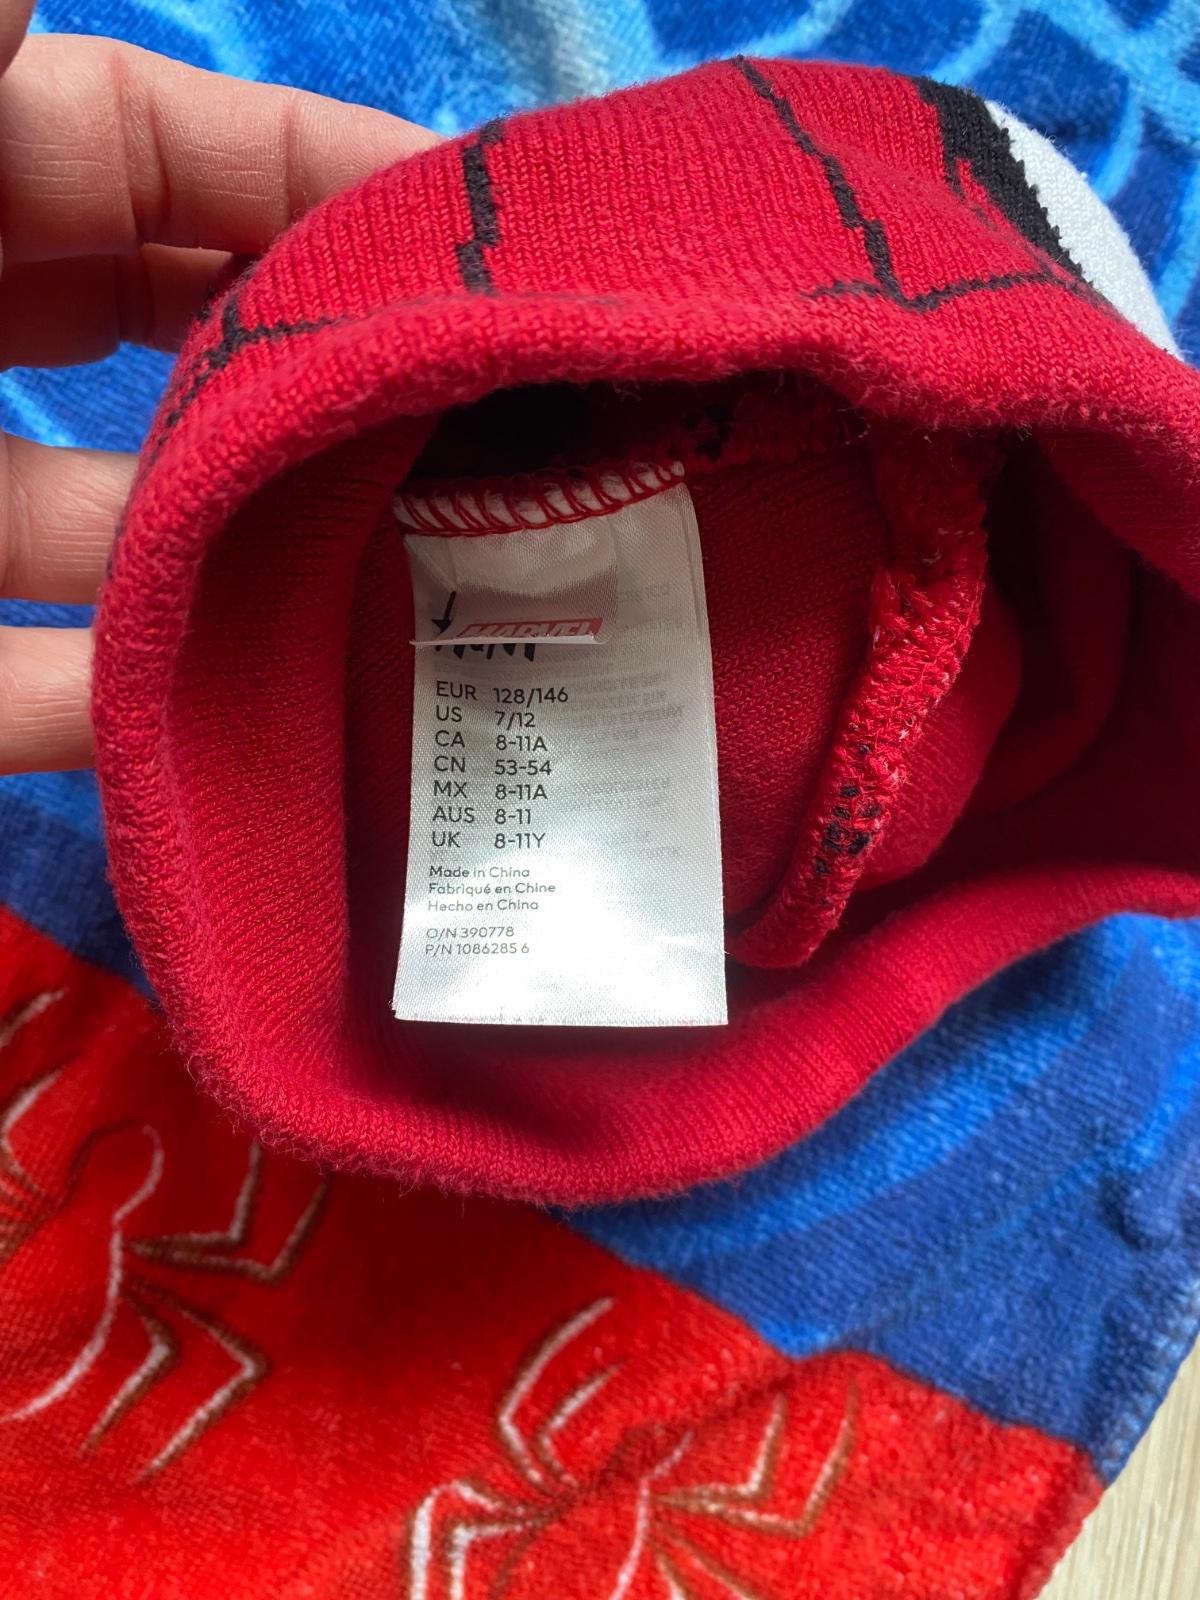 MARVEL
EUR 128/146
US 7/12
CA 8-11A
CN 53-54
MX 8-11A
AUS 8-11
UK 8-11Y
Made in China
Fabriqué en Chine
Hecho en China
O/N 390778
P/N 1086285 6